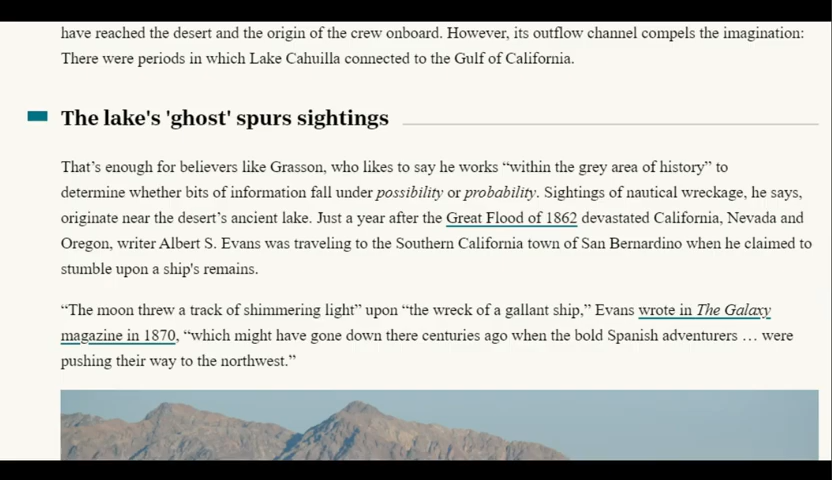 have reached the desert and the origin of the crew onboard. However, its outflow channel compels the imagination:
There were periods in which Lake Cahuilla connected to the Gulf of California.
The lake's 'ghost' spurs sightings
That’s enough for believers like Grasson, who likes to say he works “within the grey area of history” to
determine whether bits of information fall under possibility or probability. Sightings of nautical wreckage, he says,
originate near the desert’s ancient lake. Just a year after the Great Flood of 1862 devastated California, Nevada and
Oregon, writer Albert S. Evans was traveling to the Southern California town of San Bernardino when he claimed to
stumble upon a ship's remains.
“The moon threw a track of shimmering light” upon “the wreck of a gallant ship,” Evans wrote in The Galaxy
magazine in 1870, “which might have gone down there centuries ago when the bold Spanish adventurers … were
pushing their way to the northwest.”